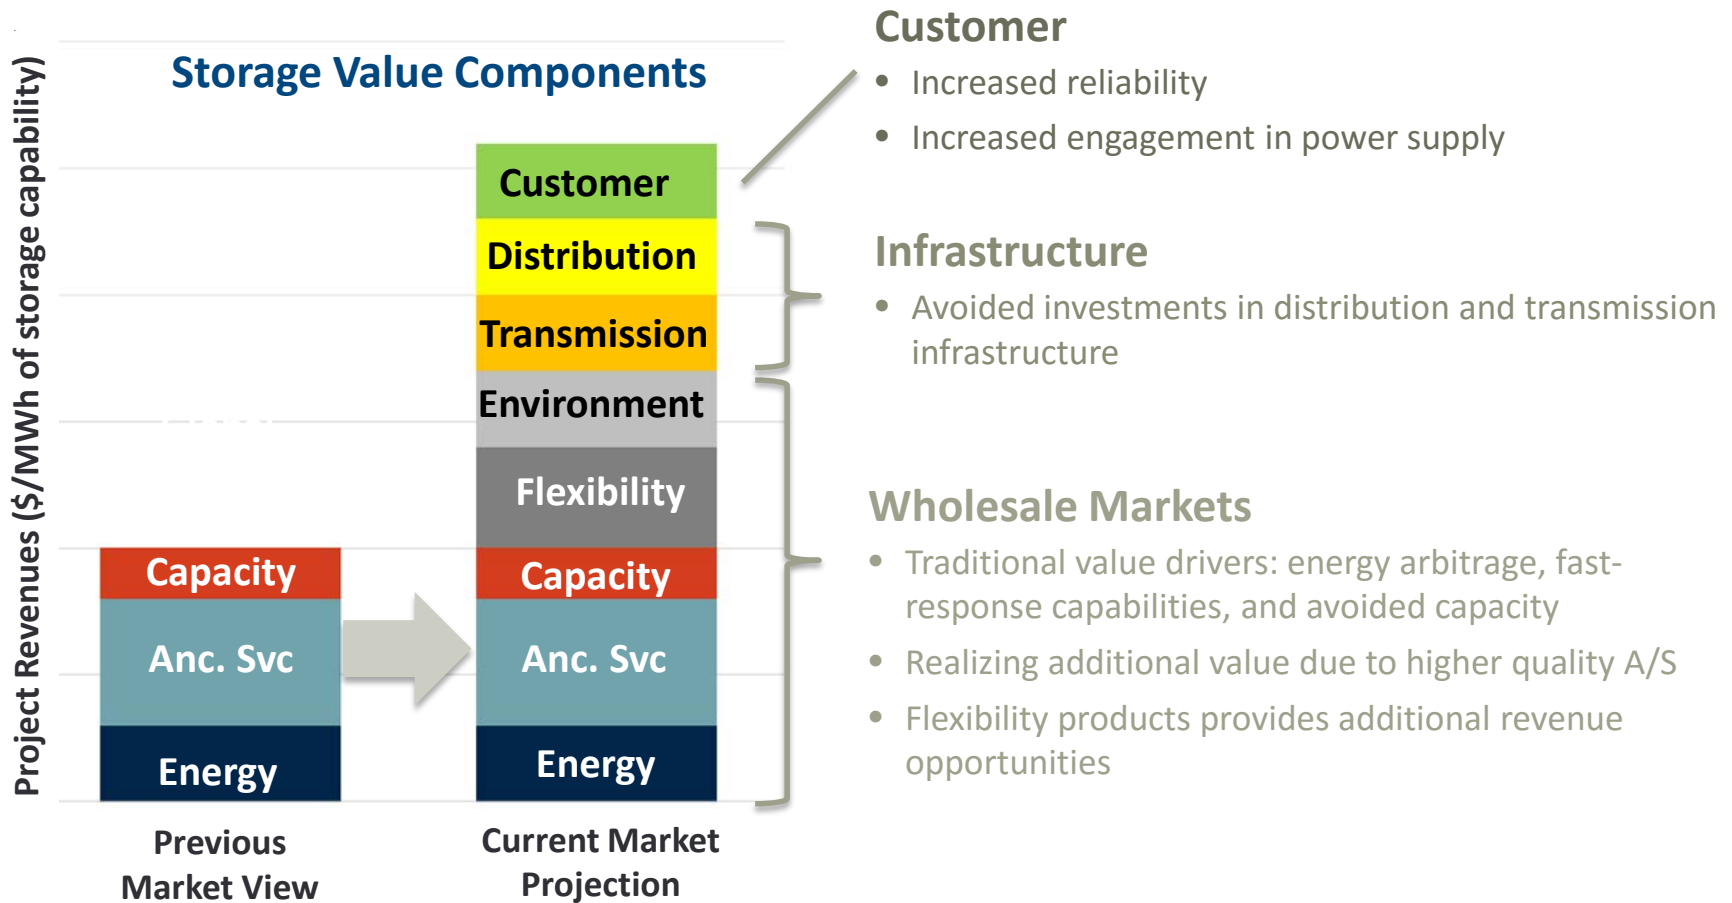 Storage Value Components
Project Revenues ($/MWh of storage capability)
Capacity
Anc. Svc
Energy
Previous
Market View
Customer
Distribution
Transmission
Environment
Flexibility
Capacity
Anc. Svc
Energy
Current Market
Projection
Customer
• Increased reliability
• Increased engagement in power supply
Infrastructure
• Avoided investments in distribution and transmission
infrastructure
Wholesale Markets
• Traditional value drivers: energy arbitrage, fast-
response capabilities, and avoided capacity
• Realizing additional value due to higher quality A/S
• Flexibility products provides additional revenue
opportunities